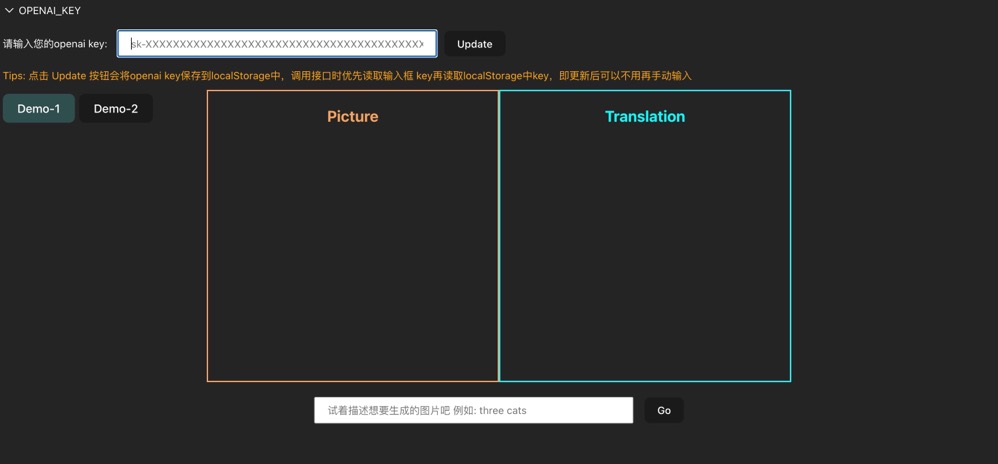 OPENAI_KEY
请输入您的openai key: sk-XXXXXXXXXXXXXXXXXXXXXXXXXXXXXXXXXXXXXXXXX Update
Tips: 点击 Update 按钮会将openai key保存到localStorage中，调用接口时优先读取输入框 key再读取localStorage中key，即更新后可以不用再手动输入
Demo-1 Demo-2
Picture Translation
试着描述想要生成的图片吧 例如: three cats Go